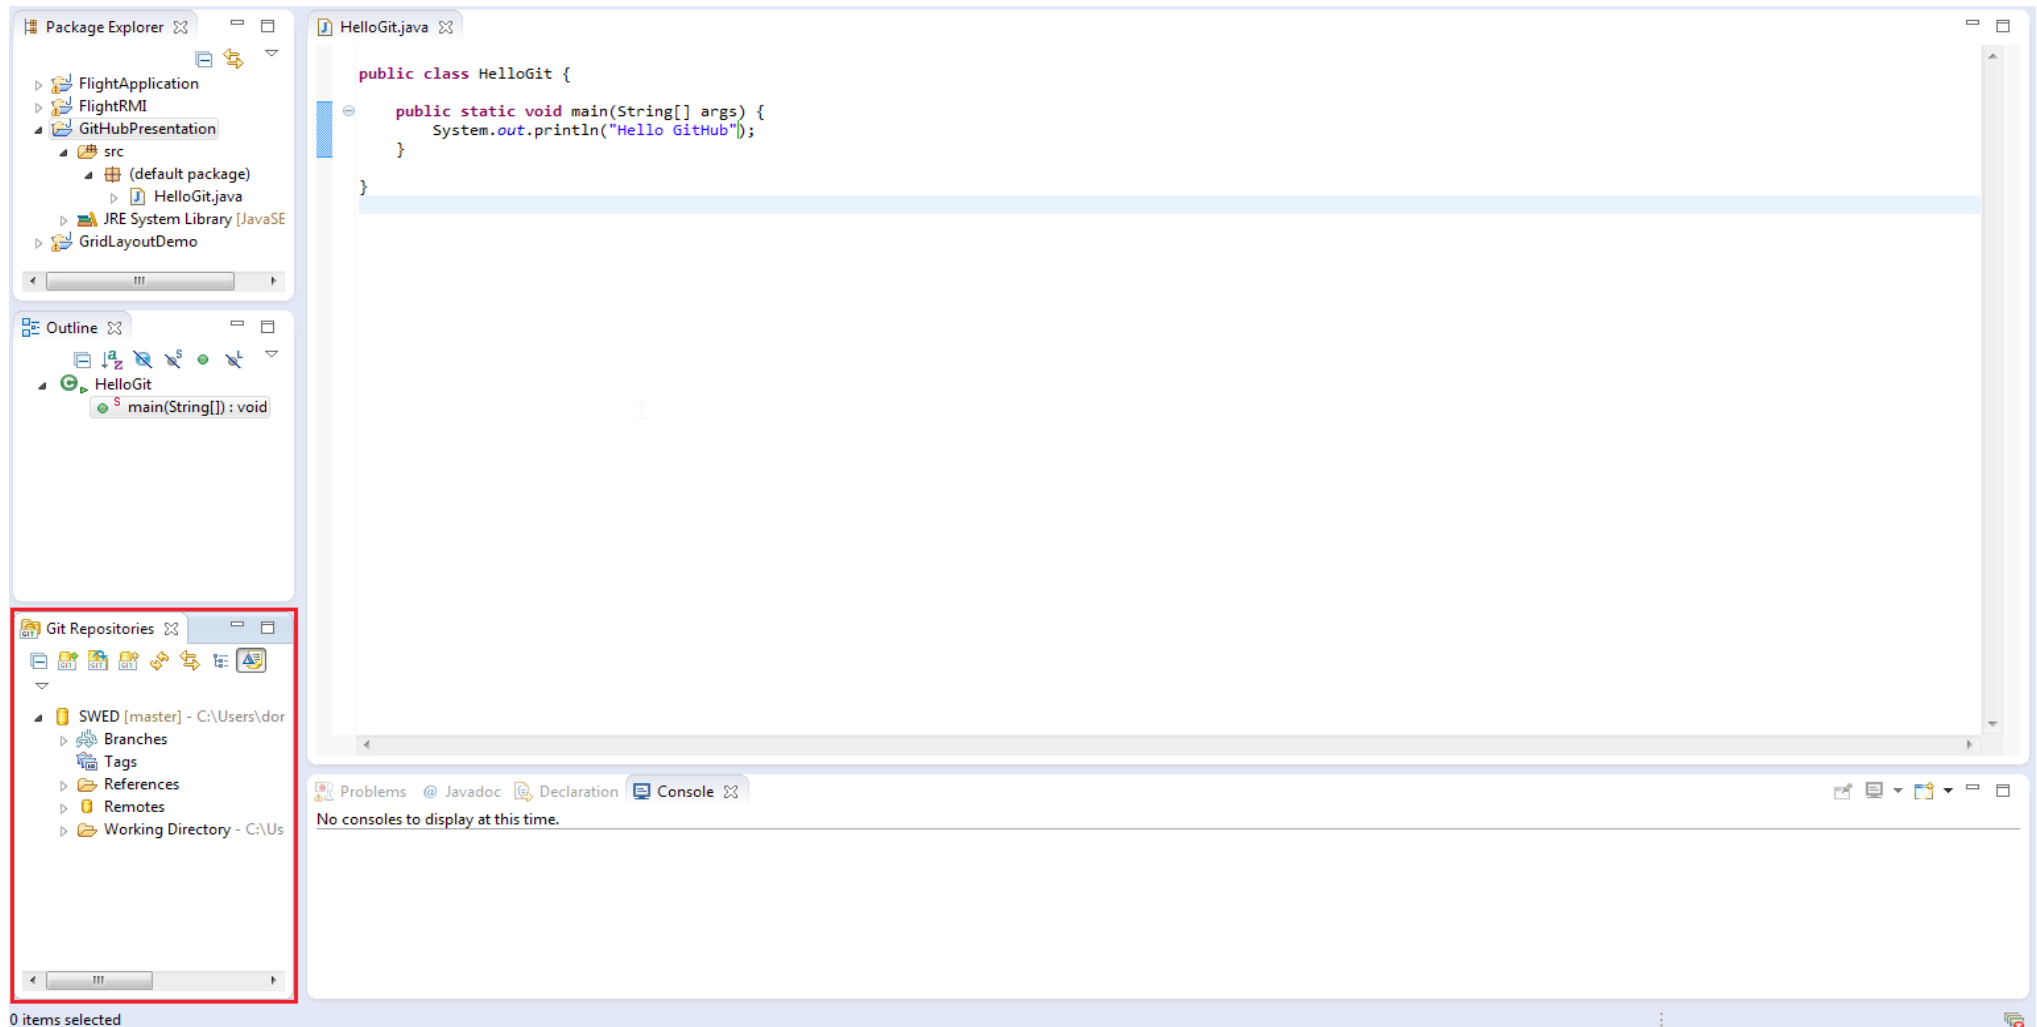 Package Explorer
FlightApplication
FlightRMI
GitHubPresentation
src
(default package)
HelloGit.java
JRE System Library [JavaSE
GridLayoutDemo
Outline
HelloGit
main(String[]) : void
Git Repositories
SWED [master] - C:\Users\dor
Branches
Tags
References
Remotes
Working Directory - C:\Us
HelloGit.java
public class HelloGit {
public static void main(String[] args) {
System.out.println("Hello GitHub");
}
}
Problems @ Javadoc Declaration Console
No consoles to display at this time.
0 items selected